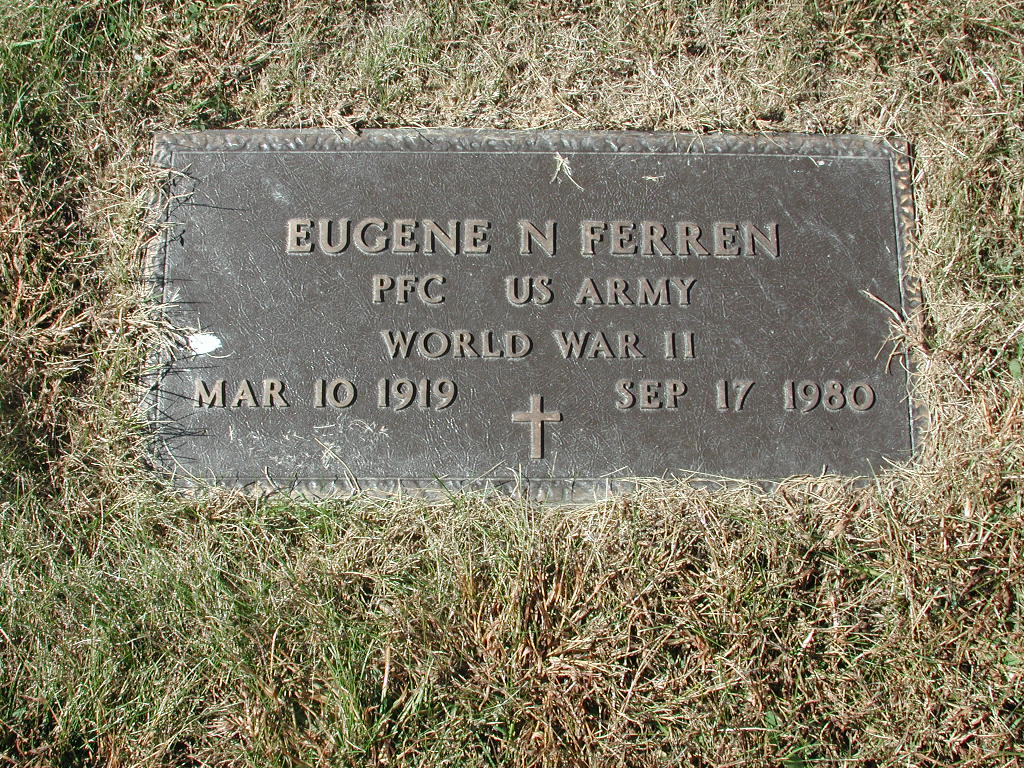 EUGENE N FERREN
PFC US ARMY
WORLD WAR II
MAR 10 1919 SEP 17 1980